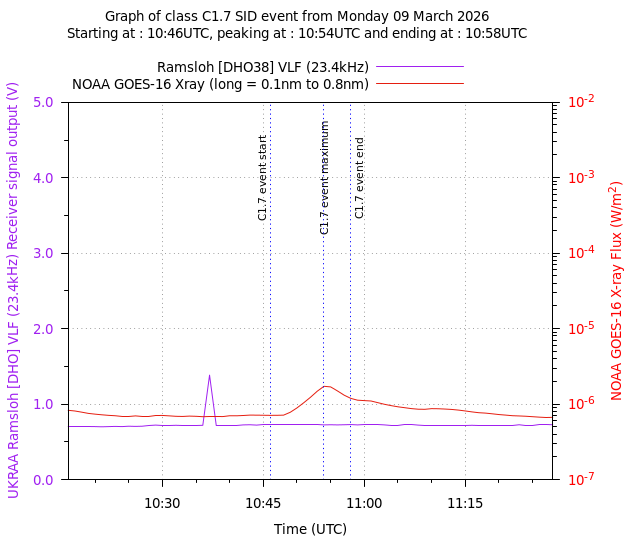 Graph of class C1.7 SID event from Monday 09 March 2026
Starting at : 10:46UTC, peaking at : 10:54UTC and ending at : 10:58UTC
Ramsloh [DHO38] VLF (23.4kHz)
NOAA GOES-16 Xray (long = 0.1nm to 0.8nm)
UKRAA Ramsloh [DHO] VLF (23.4kHz) Receiver signal output (V)
5.0
4.0
3.0
2.0
1.0
0.0
C1.7 event start
C1.7 event maximum
C1.7 event end
10^-2
10^-3
10^-4
10^-5
10^-6
10^-7
NOAA GOES-16 X-ray Flux (W/m²)
10:30
10:45
11:00
11:15
Time (UTC)